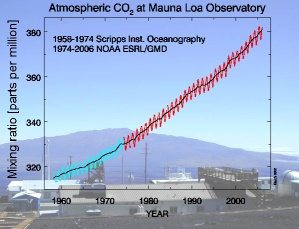 Atmospheric CO2 at Mauna Loa Observatory
1958-1974 Scripps Inst. Oceanography
1974-2006 NOAA ESRL/GMD
Mixing ratio [parts per million]
380
360
340
320
1960
1970
1980
1990
2000
YEAR